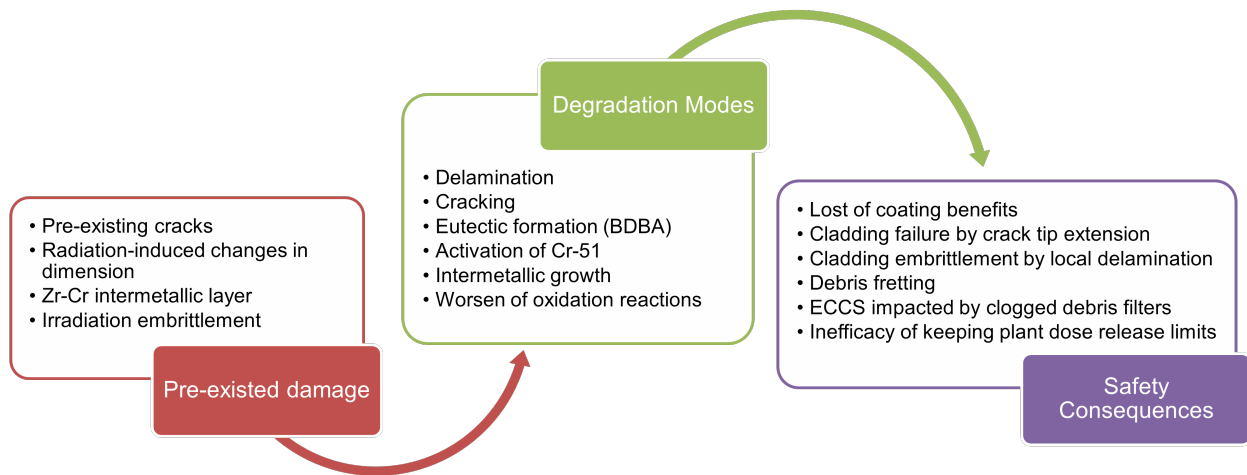 • Pre-existing cracks
• Radiation-induced changes in
dimension
• Zr-Cr intermetallic layer
• Irradiation embrittlement
Pre-existed damage
Degradation Modes
• Delamination
• Cracking
• Eutectic formation (BDBA)
• Activation of Cr-51
• Intermetallic growth
• Worsen of oxidation reactions
• Lost of coating benefits
• Cladding failure by crack tip extension
• Cladding embrittlement by local delamination
• Debris fretting
• ECCS impacted by clogged debris filters
• Inefficacy of keeping plant dose release limits
Safety
Consequences